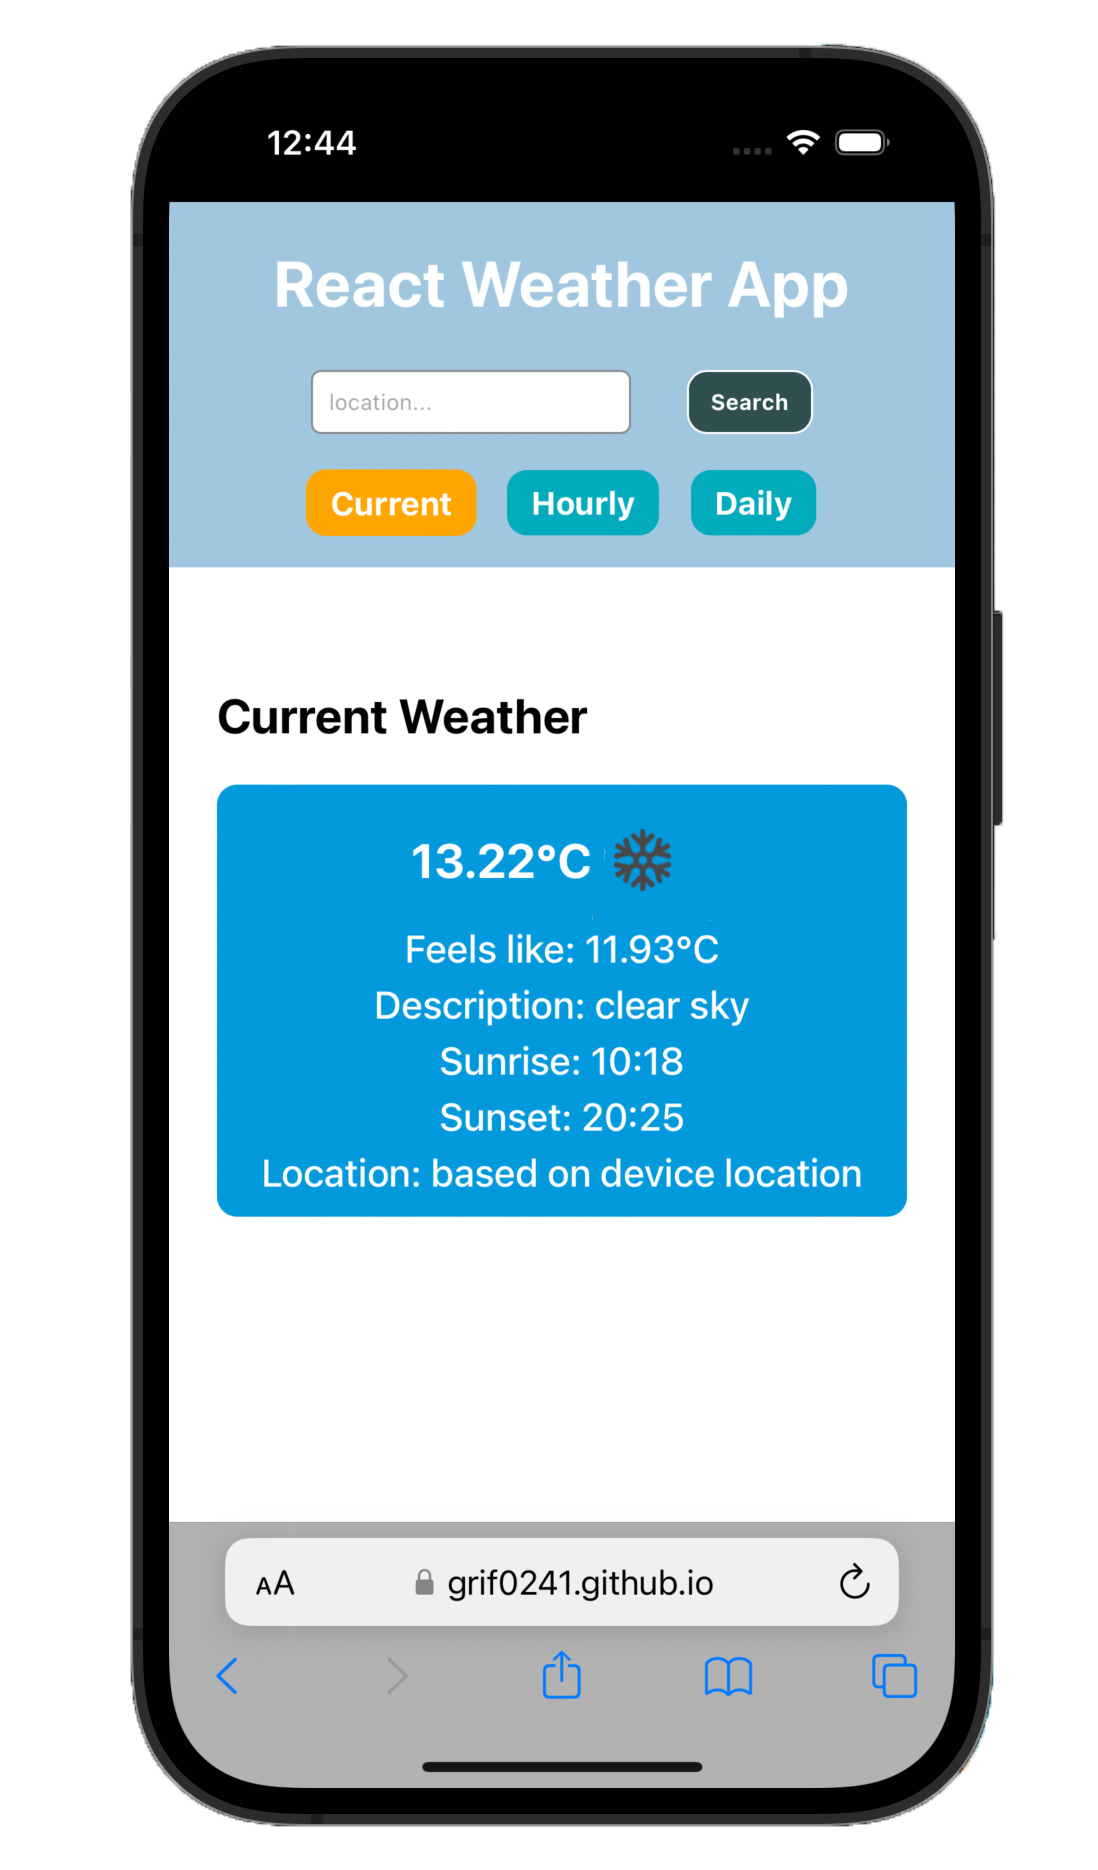 12:44
React Weather App
location...
Search
Current
Hourly
Daily
Current Weather
13.22°C
Feels like: 11.93°C
Description: clear sky
Sunrise: 10:18
Sunset: 20:25
Location: based on device location
AA
grif0241.github.io